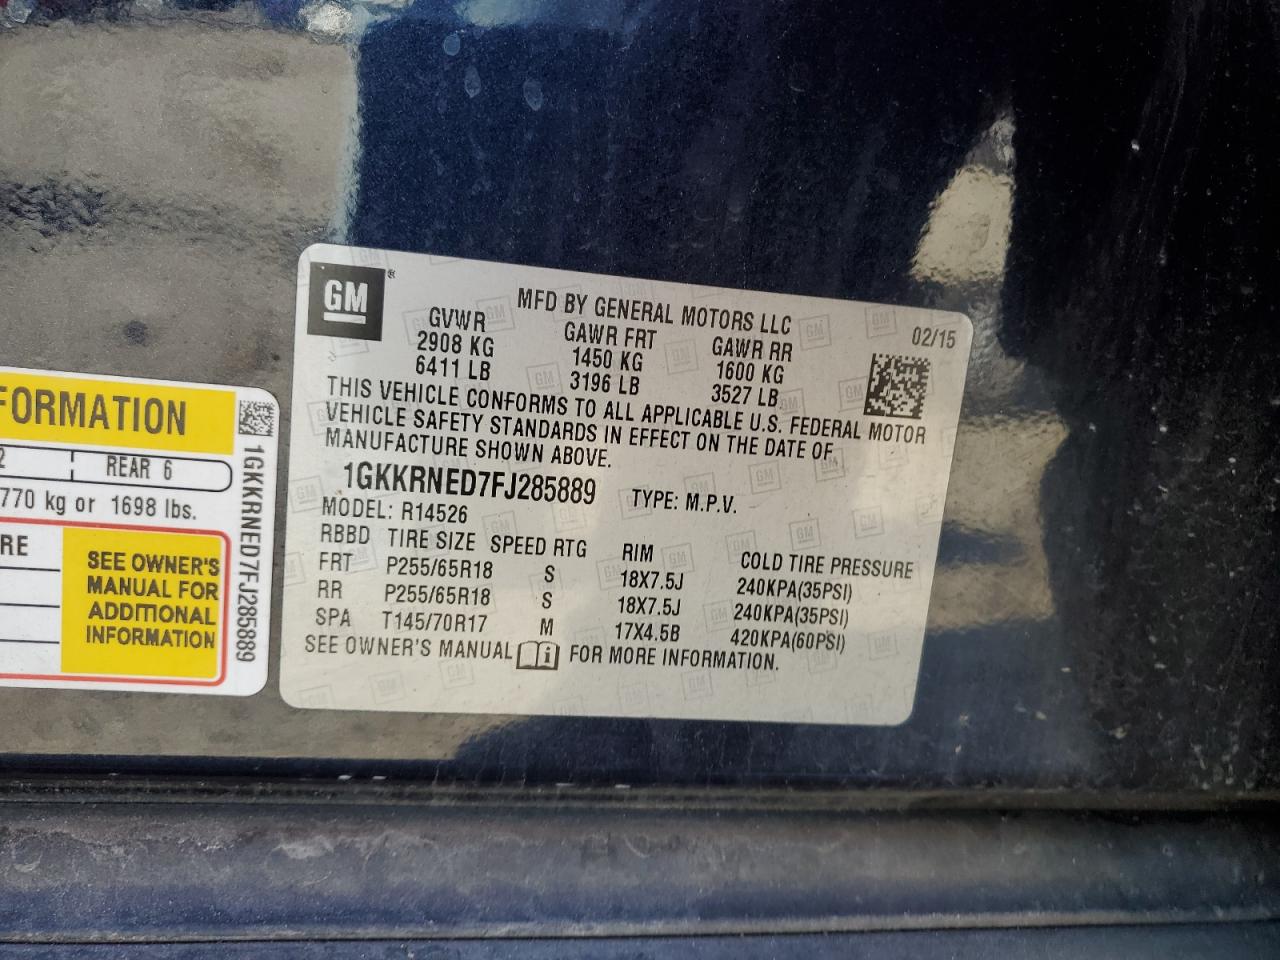 GM ®
MFD BY GENERAL MOTORS LLC
02/15
GVWR GAWR FRT GAWR RR
2908 KG 1450 KG 1600 KG
6411 LB 3196 LB 3527 LB
THIS VEHICLE CONFORMS TO ALL APPLICABLE U.S. FEDERAL MOTOR
VEHICLE SAFETY STANDARDS IN EFFECT ON THE DATE OF
MANUFACTURE SHOWN ABOVE.
1GKKRNED7FJ285889 TYPE: M.P.V.
MODEL: R14526
RBBD TIRE SIZE SPEED RTG RIM COLD TIRE PRESSURE
FRT P255/65R18 S 18X7.5J 240KPA(35PSI)
RR P255/65R18 S 18X7.5J 240KPA(35PSI)
SPA T145/70R17 M 17X4.5B 420KPA(60PSI)
SEE OWNER'S MANUAL i FOR MORE INFORMATION.
FORMATION
2 REAR 6
770 kg or 1698 lbs.
RE
SEE OWNER'S
MANUAL FOR
ADDITIONAL
INFORMATION
1GKKRNED7FJ285889